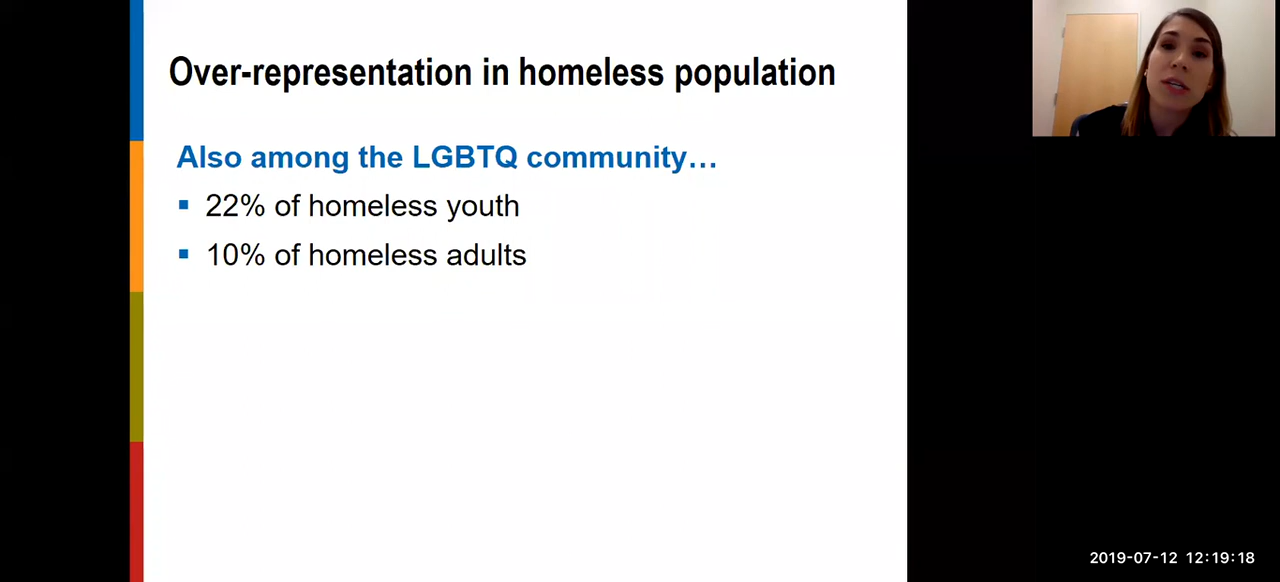 Over-representation in homeless population
Also among the LGBTQ community…
▪ 22% of homeless youth
▪ 10% of homeless adults
2019-07-12 12:19:18